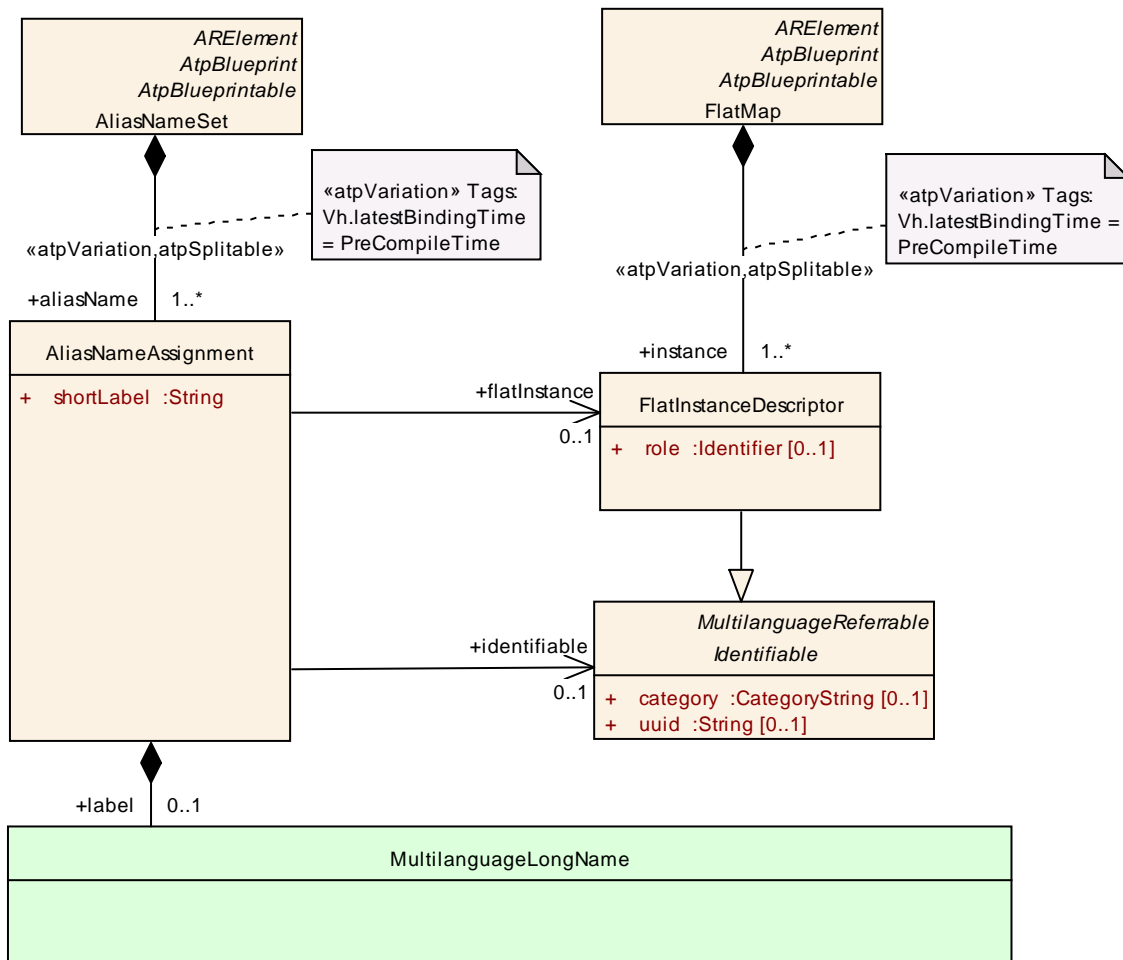 ARElement
AtpBlueprint
AtpBlueprintable
AliasNameSet
ARElement
AtpBlueprint
AtpBlueprintable
FlatMap
«atpVariation» Tags:
Vh.latestBindingTime
= PreCompileTime
«atpVariation» Tags:
Vh.latestBindingTime =
PreCompileTime
«atpVariation,atpSplitable»
«atpVariation,atpSplitable»
+aliasName 1..*
+instance 1..*
AliasNameAssignment
+ shortLabel :String
+flatInstance
0..1
FlatInstanceDescriptor
+ role :Identifier [0..1]
+identifiable
0..1
MultilanguageReferrable
Identifiable
+ category :CategoryString [0..1]
+ uuid :String [0..1]
+label 0..1
MultilanguageLongName